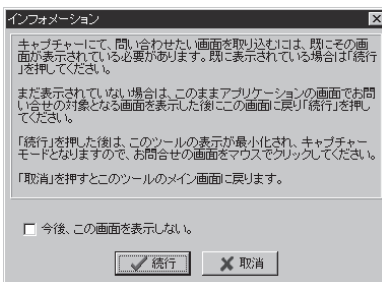 インフォメーション
キャプチャーにて、問い合わせたい画面を取り込むには、既にその画
面が表示されている必要があります。既に表示されている場合は「続行
」を押してください。
まだ表示されていない場合は、このままアプリケーションの画面でお問
い合せの対象となる画面を表示した後にこの画面に戻り「続行」を押し
てください。
「続行」を押した後は、このツールの表示が最小化され、キャプチャー
モードとなりますので、お問合せの画面をマウスでクリックしてください。
「取消」を押すとこのツールのメイン画面に戻ります。
今後、この画面を表示しない。
続行
取消